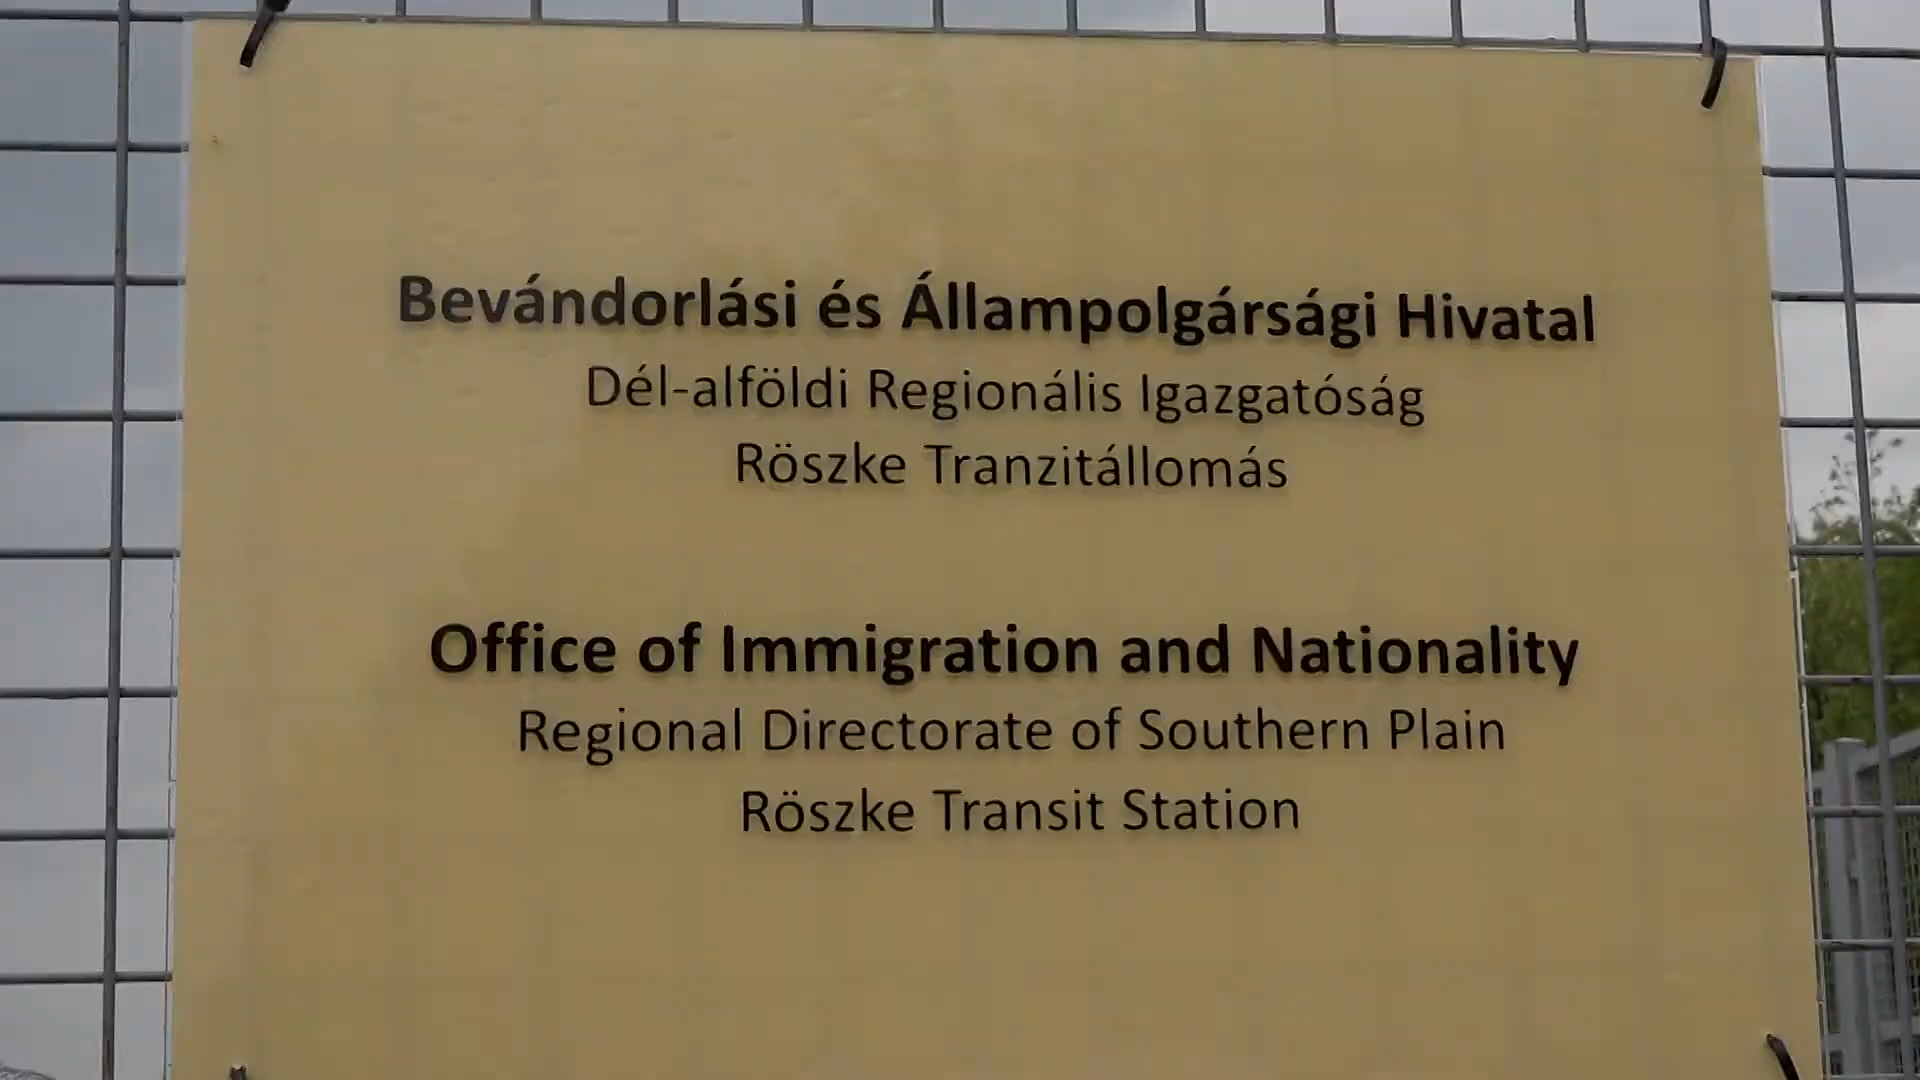 Bevándorlási és Állampolgársági Hivatal
Dél-alföldi Regionális Igazgatóság
Röszke Tranzitállomás
Office of Immigration and Nationality
Regional Directorate of Southern Plain
Röszke Transit Station